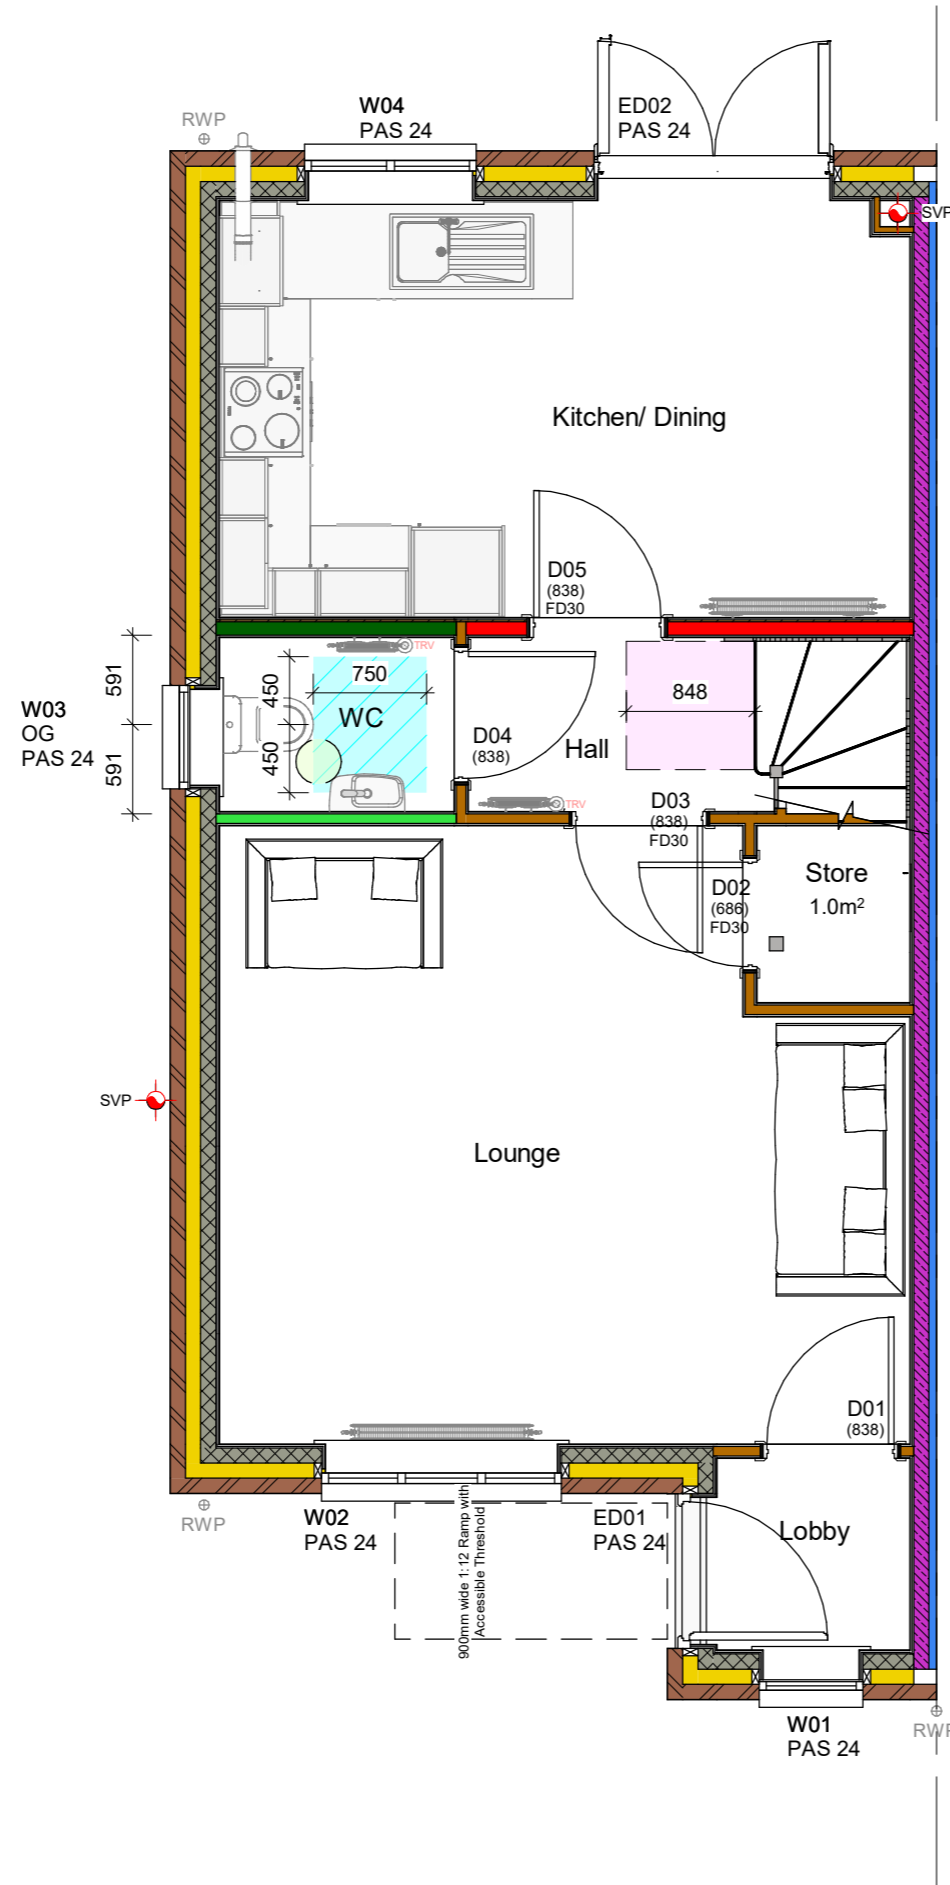 W04
PAS 24
ED02
PAS 24
RWP
SVP
Kitchen/ Dining
D05
(838)
FD30
TRV
591
591
450
450
750
WC
W03
OG
PAS 24
D04
(838)
Hall
848
TRV
D03
(838)
FD30
D02
(686)
FD30
Store
1.0m²
SVP
Lounge
D01
(838)
RWP
W02
PAS 24
900mm wide 1:12 Ramp with
Accessible Threshold
ED01
PAS 24
Lobby
W01
PAS 24
RWP